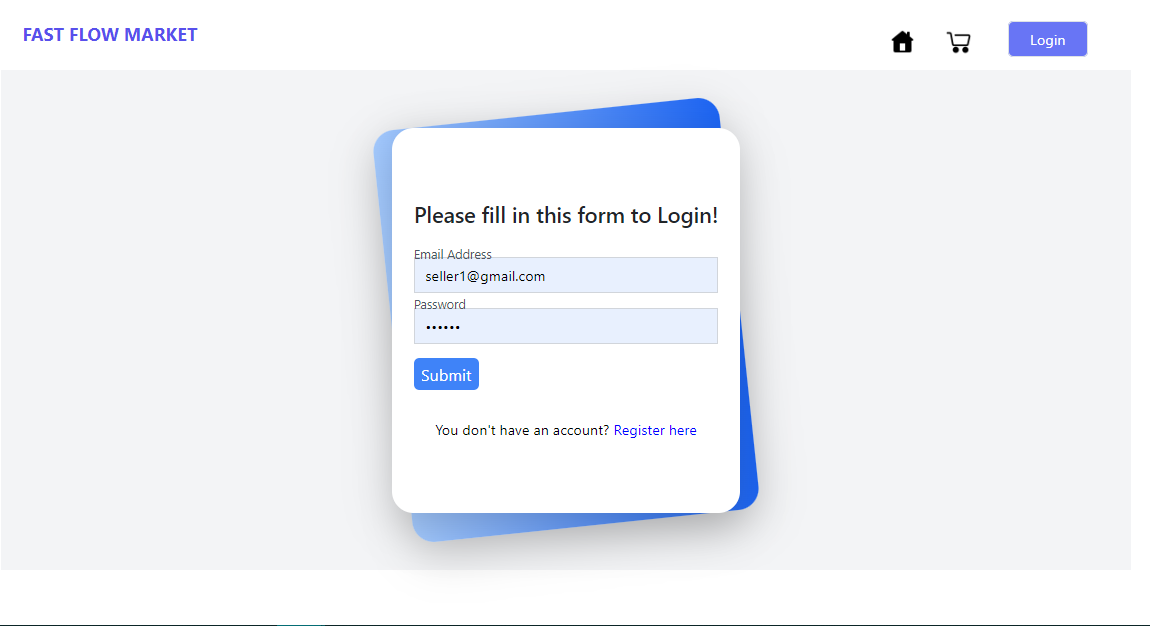 FAST FLOW MARKET
Login
Please fill in this form to Login!
Email Address
seller1@gmail.com
Password
••••••
Submit
You don't have an account? Register here